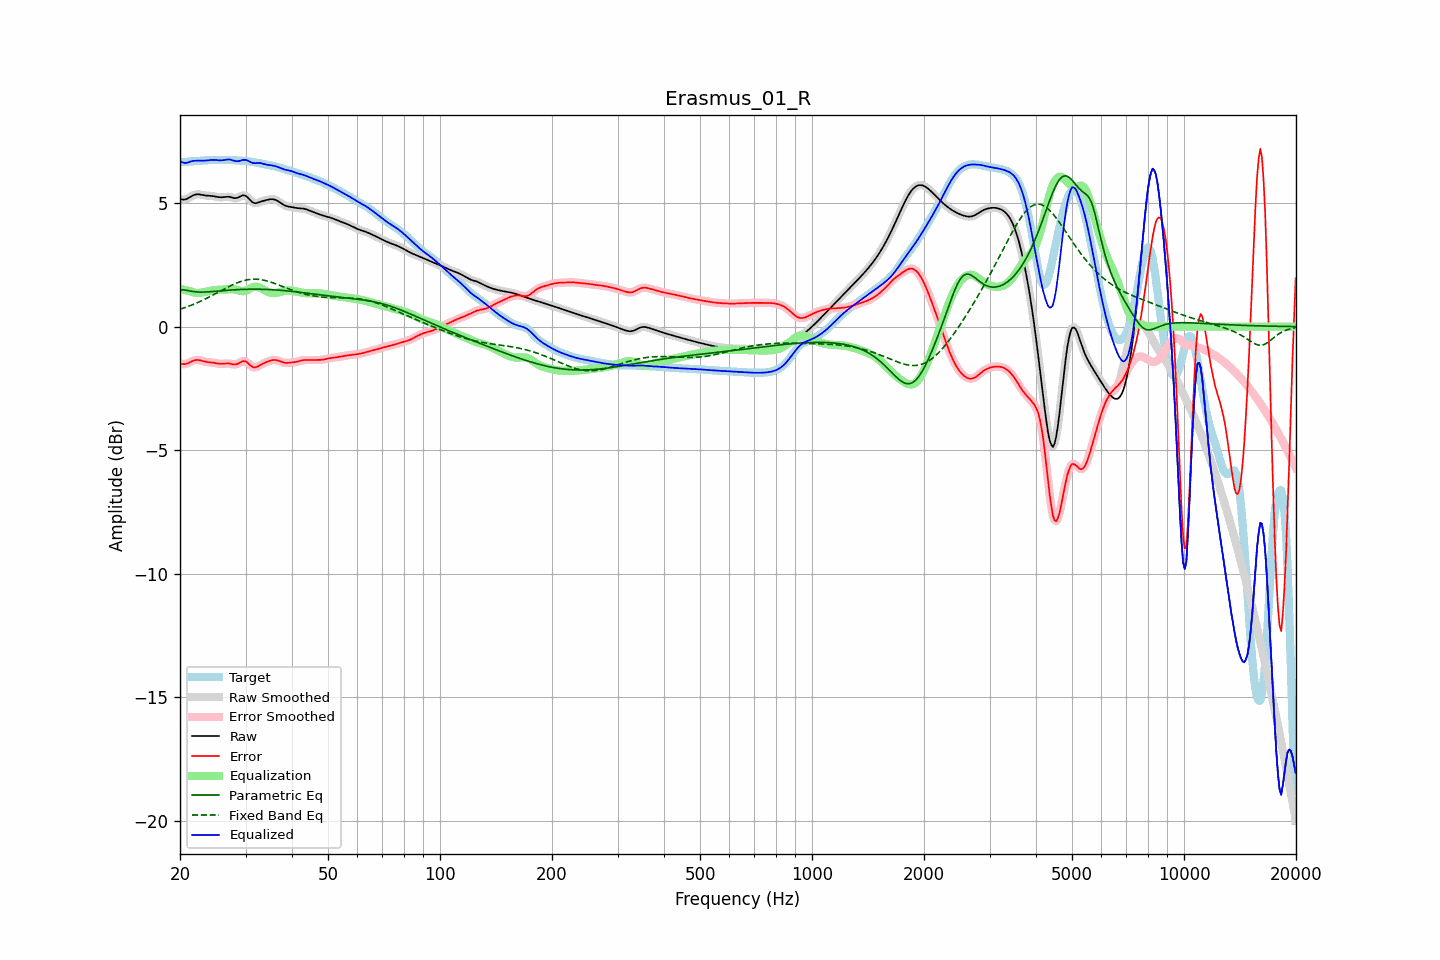 Erasmus_01_R
Amplitude (dBr)
5
0
−5
−10
−15
−20
Target
Raw Smoothed
Error Smoothed
Raw
Error
Equalization
Parametric Eq
Fixed Band Eq
Equalized
20 50 100 200 500 1000 2000 5000 10000 20000
Frequency (Hz)